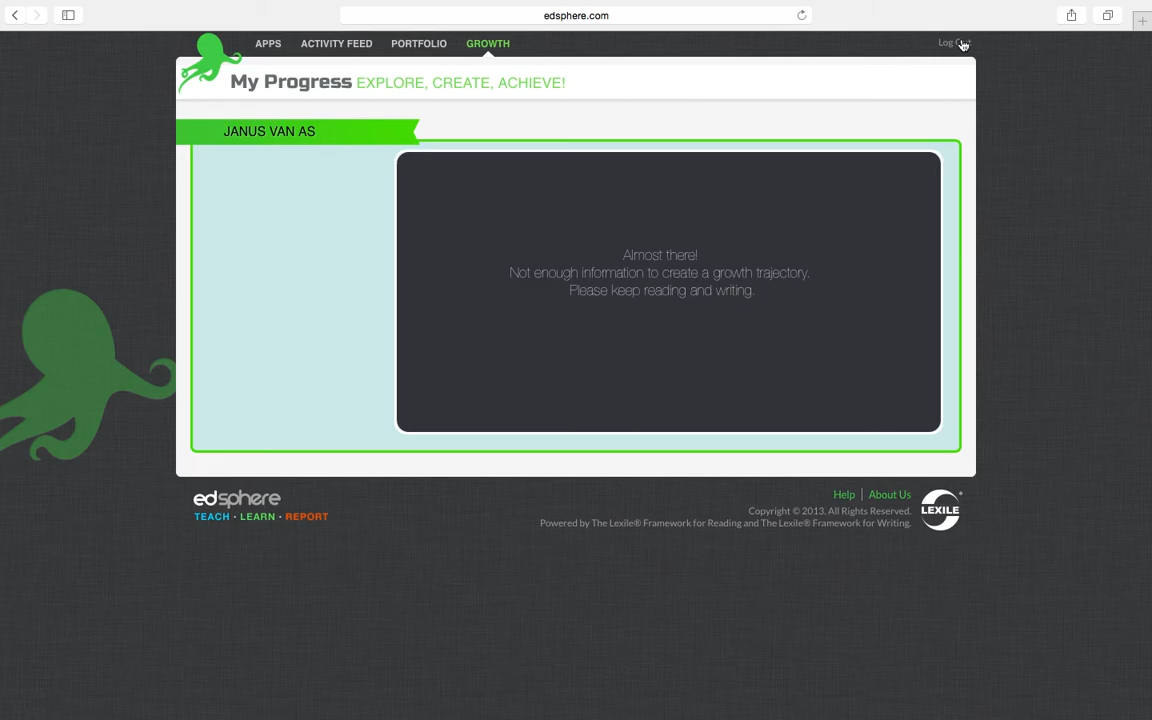 edsphere.com
APPS ACTIVITY FEED PORTFOLIO GROWTH Log Out
My Progress EXPLORE, CREATE, ACHIEVE!
JANUS VAN AS
Almost there!
Not enough information to create a growth trajectory.
Please keep reading and writing.
edsphere
TEACH · LEARN · REPORT
Help | About Us
Copyright © 2013. All Rights Reserved.
Powered by The Lexile® Framework for Reading and The Lexile® Framework for Writing.
LEXILE